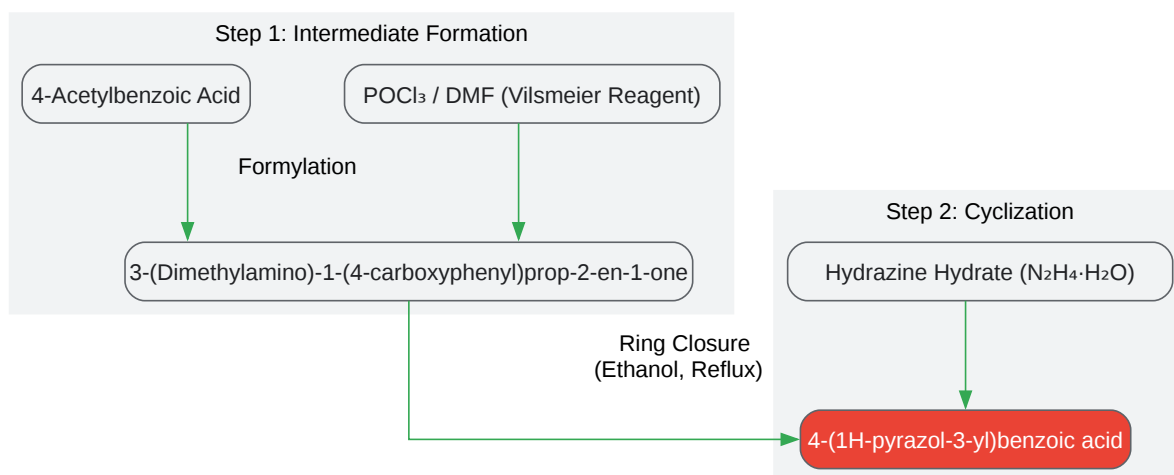 Step 1: Intermediate Formation
4-Acetylbenzoic Acid
POCl₃ / DMF (Vilsmeier Reagent)
Formylation
3-(Dimethylamino)-1-(4-carboxyphenyl)prop-2-en-1-one
Step 2: Cyclization
Hydrazine Hydrate (N₂H₄·H₂O)
Ring Closure
(Ethanol, Reflux)
4-(1H-pyrazol-3-yl)benzoic acid